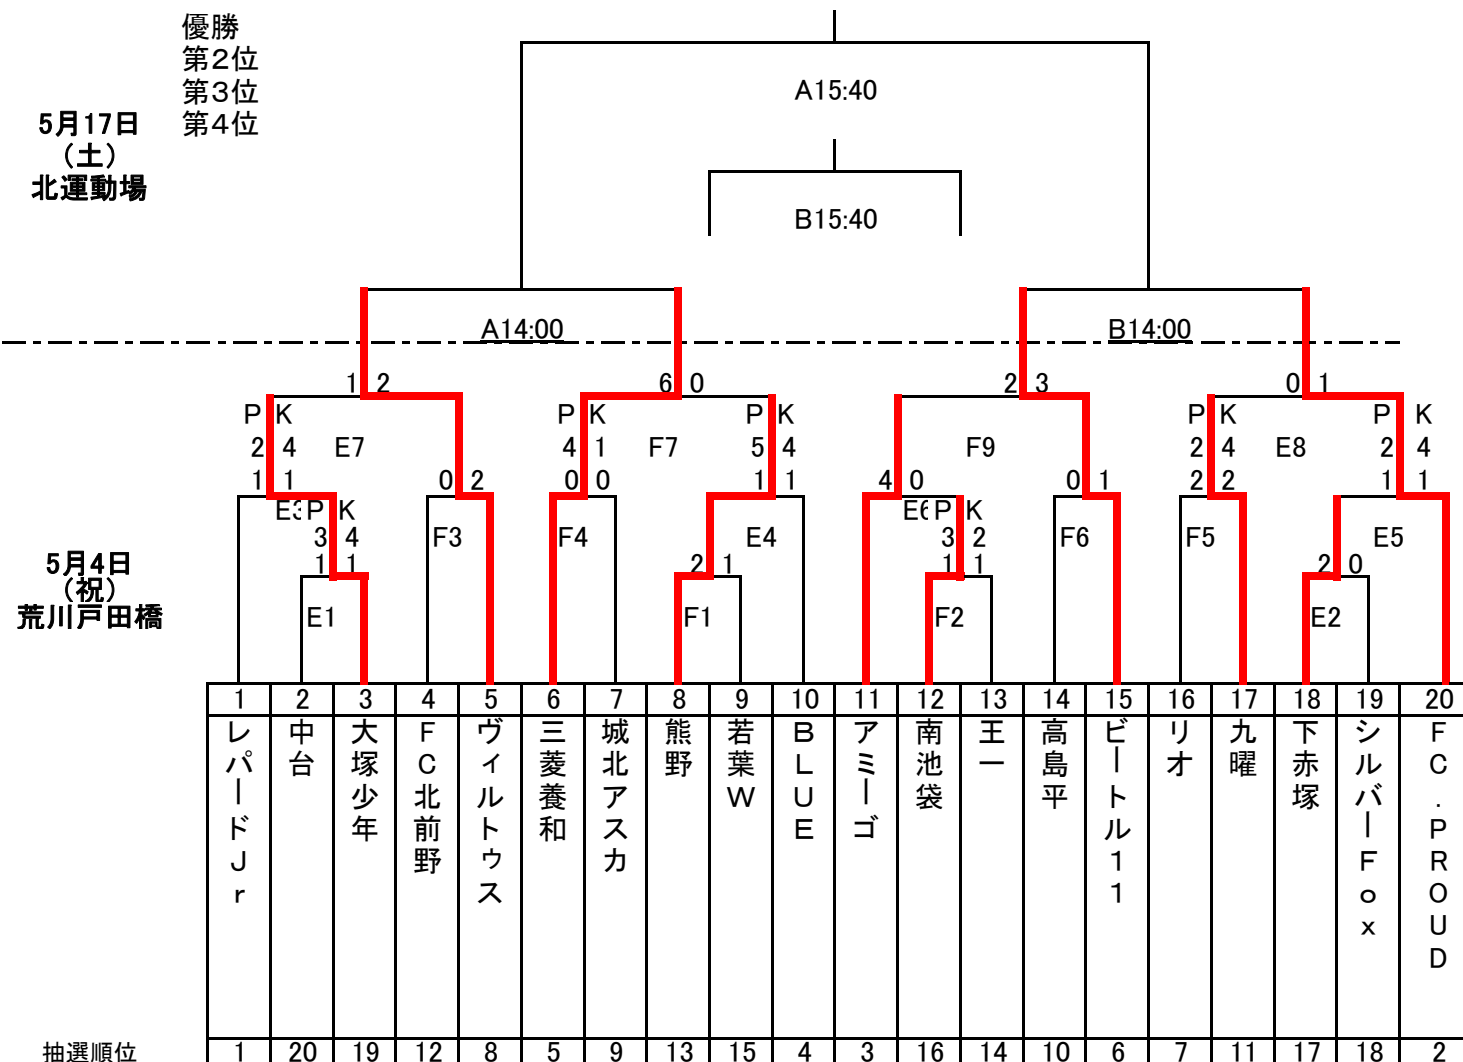 優勝
第2位
第3位
第4位
5月17日
（土）
北運動場
A15:40
B15:40
A14:00
B14:00
1 2
6 0
2 3
0 1
P K
P K
P K
P K
P K
2 4
E7
4 1
F7
5 4
F9
2 4
E8
2 4
1 1
0 2
0 0
1 1
4 0
0 1
2 2
1 1
E3
P K
E6
P K
3 4
F3
F4
E4
3 2
F6
F5
E5
1 1
2 1
1 1
2 0
5月4日
（祝）
荒川戸田橋
E1
F1
F2
E2
1 2 3 4 5 6 7 8 9 10 11 12 13 14 15 16 17 18 19 20
レパードJr
中台
大塚少年
FC北前野
ヴィルトゥス
三菱養和
城北アスカ
熊野
若葉W
BLUE
アミーゴ
南池袋
王一
高島平
ビートル11
リオ
九曜
下赤塚
シルバーFox
FC.PROUD
抽選順位 1 20 19 12 8 5 9 13 15 4 3 16 14 10 6 7 11 17 18 2